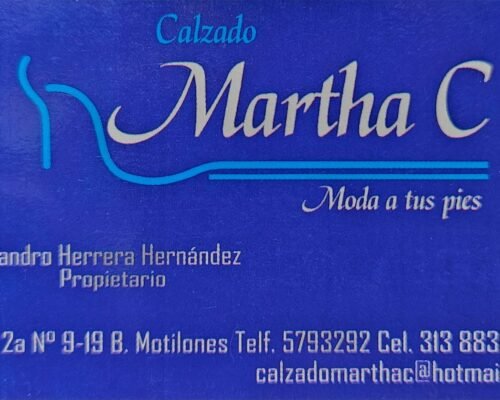 Calzado
Martha C
Moda a tus pies
andro Herrera Hernández
Propietario
2a Nº 9-19 B. Motilones Telf. 5793292 Cel. 313 883
calzadomarthac@hotmai